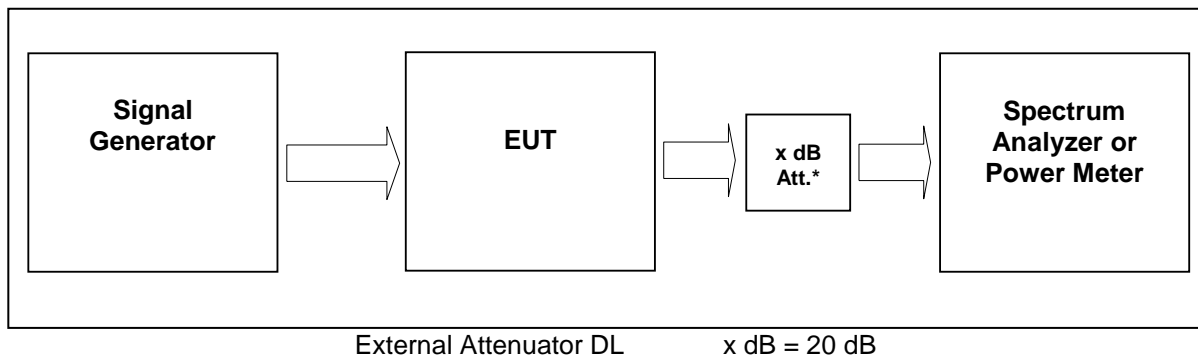 Signal
Generator
EUT
x dB
Att.*
Spectrum
Analyzer or
Power Meter
External Attenuator DL x dB = 20 dB